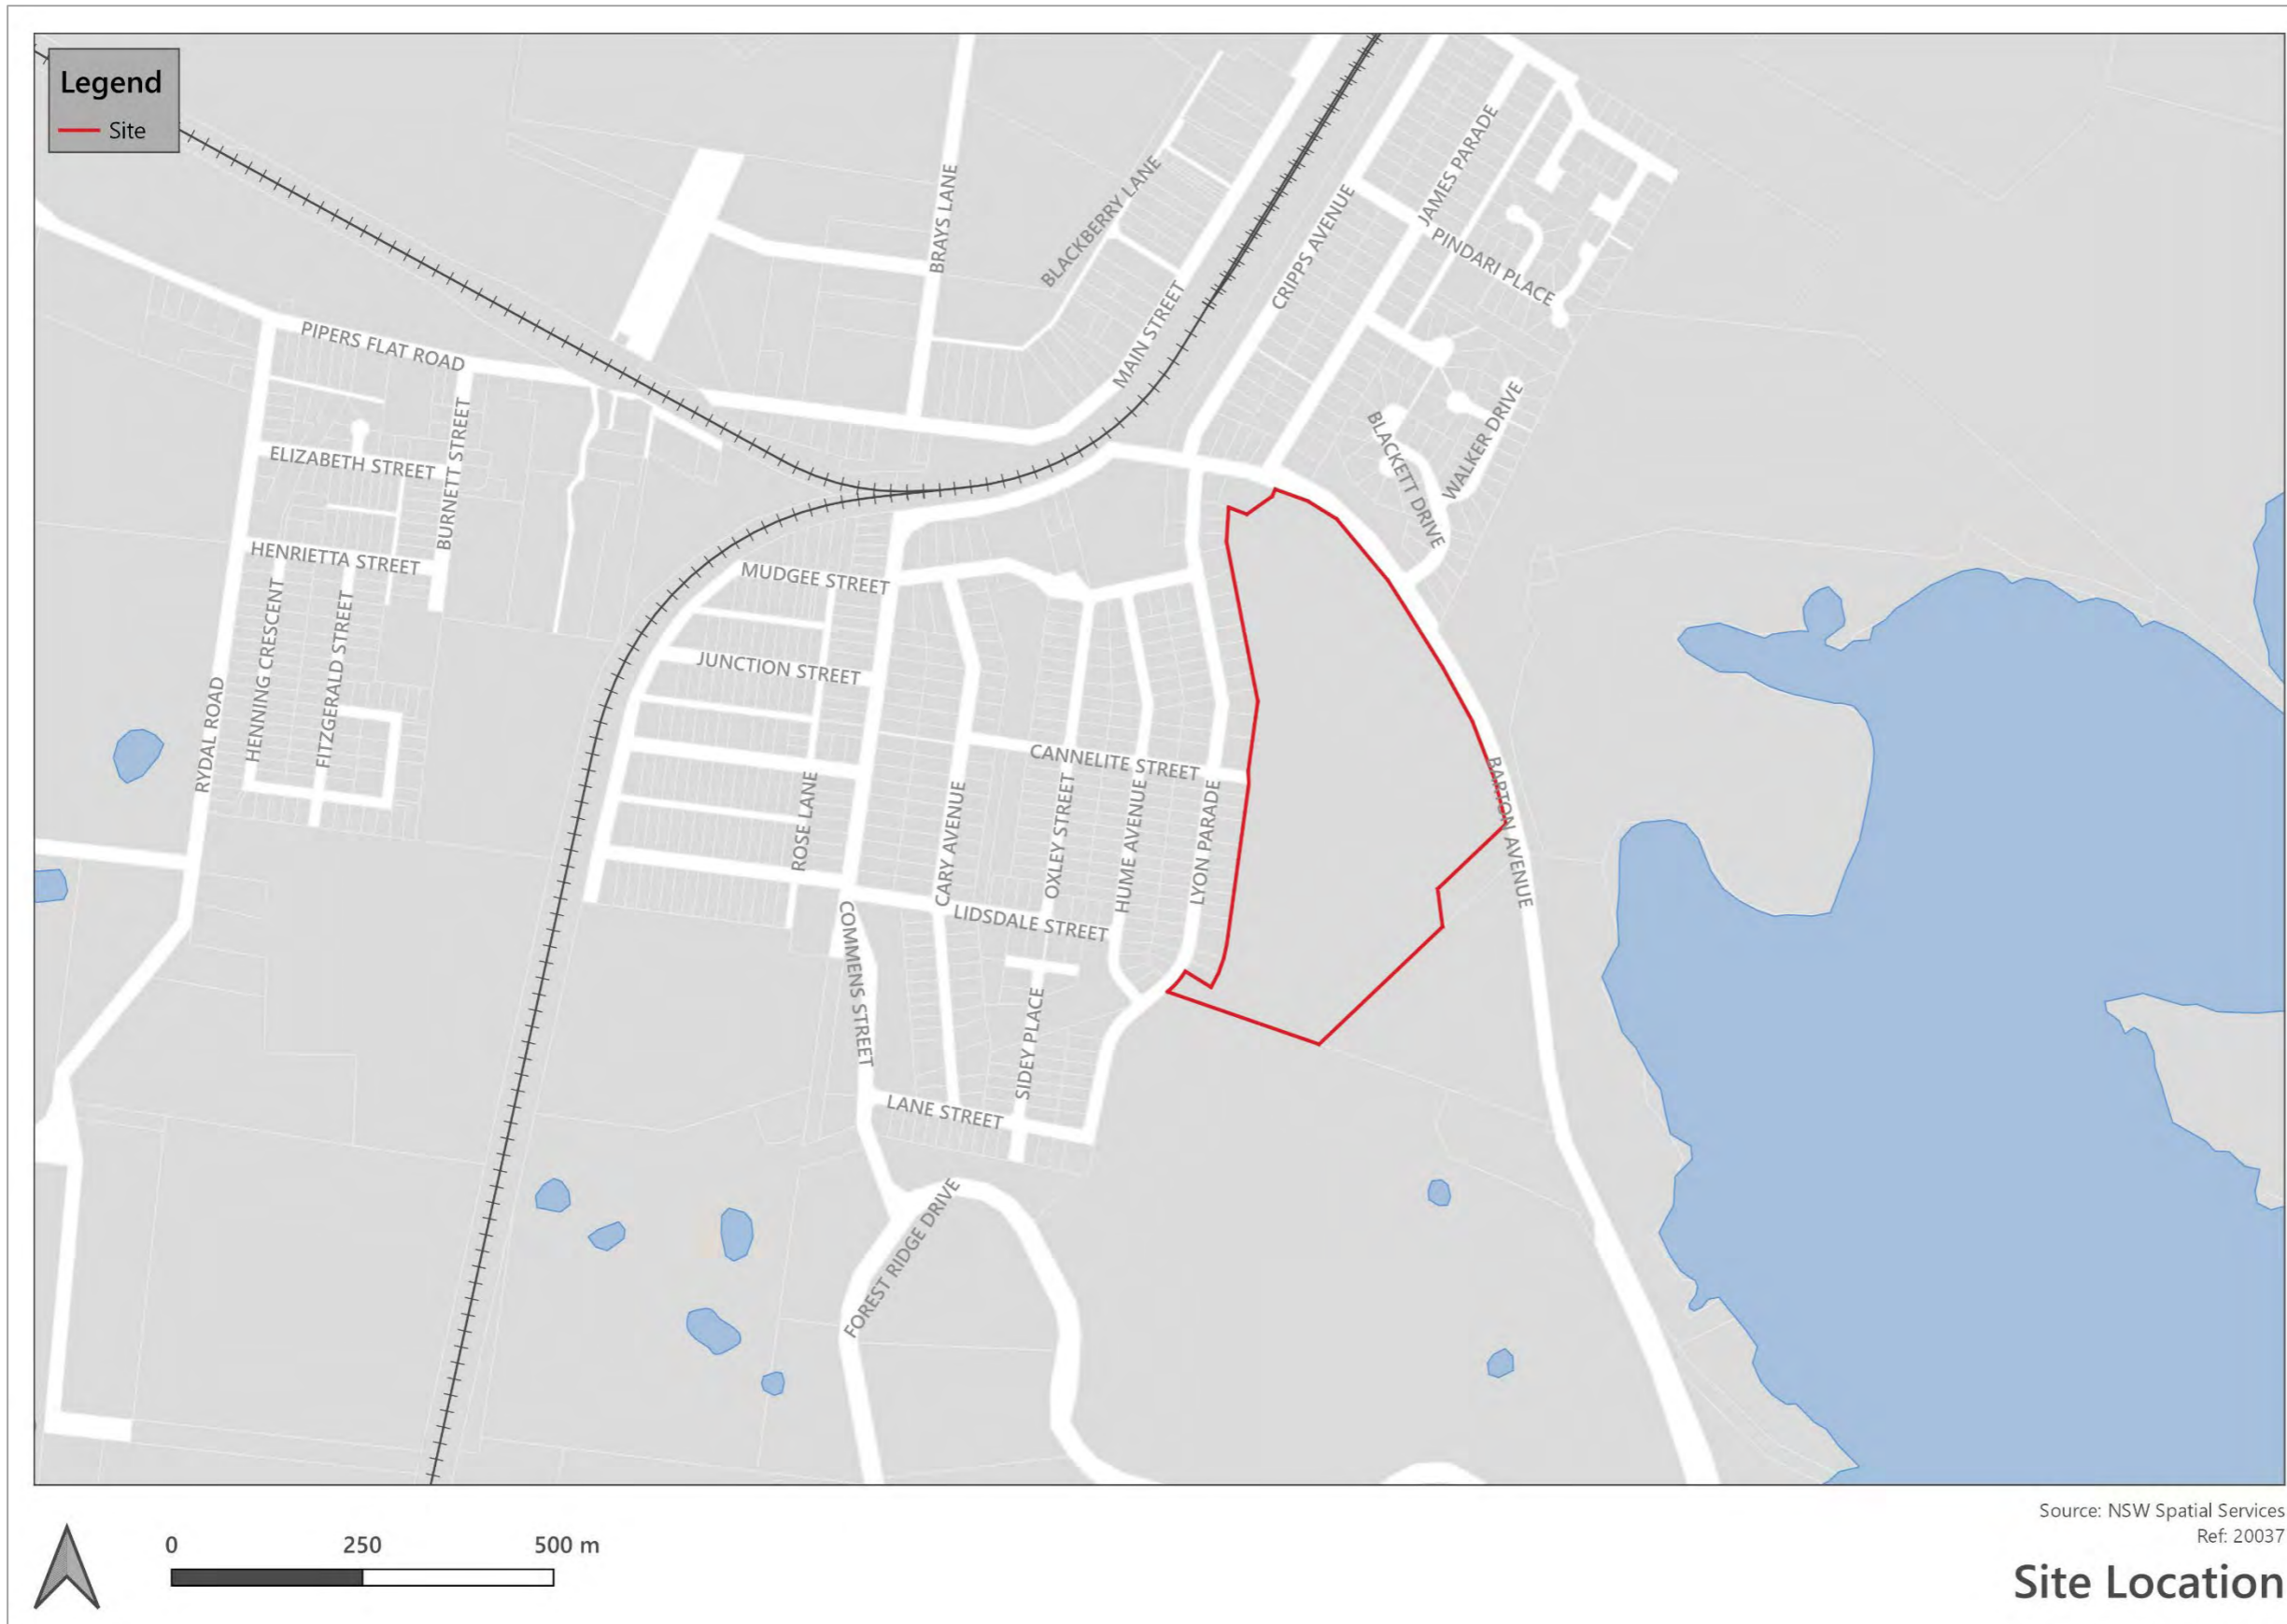 Legend
Site
BRAYS LANE
BLACKBERRY LANE
MAIN STREET
CRIPPS AVENUE
JAMES PARADE
PINDARI PLACE
PIPERS FLAT ROAD
BURNETT STREET
ELIZABETH STREET
HENRIETTA STREET
HENNING CRESCENT
FITZGERALD STREET
RYDAL ROAD
BLACKETT DRIVE
WALKER DRIVE
MUDGEE STREET
JUNCTION STREET
ROSE LANE
CANNELITE STREET
CARY AVENUE
OXLEY STREET
HUME AVENUE
LYON PARADE
BARTON AVENUE
LIDSDALE STREET
COMMENS STREET
SIDEY PLACE
LANE STREET
FOREST RIDGE DRIVE
0 250 500 m
Source: NSW Spatial Services
Ref: 20037
Site Location